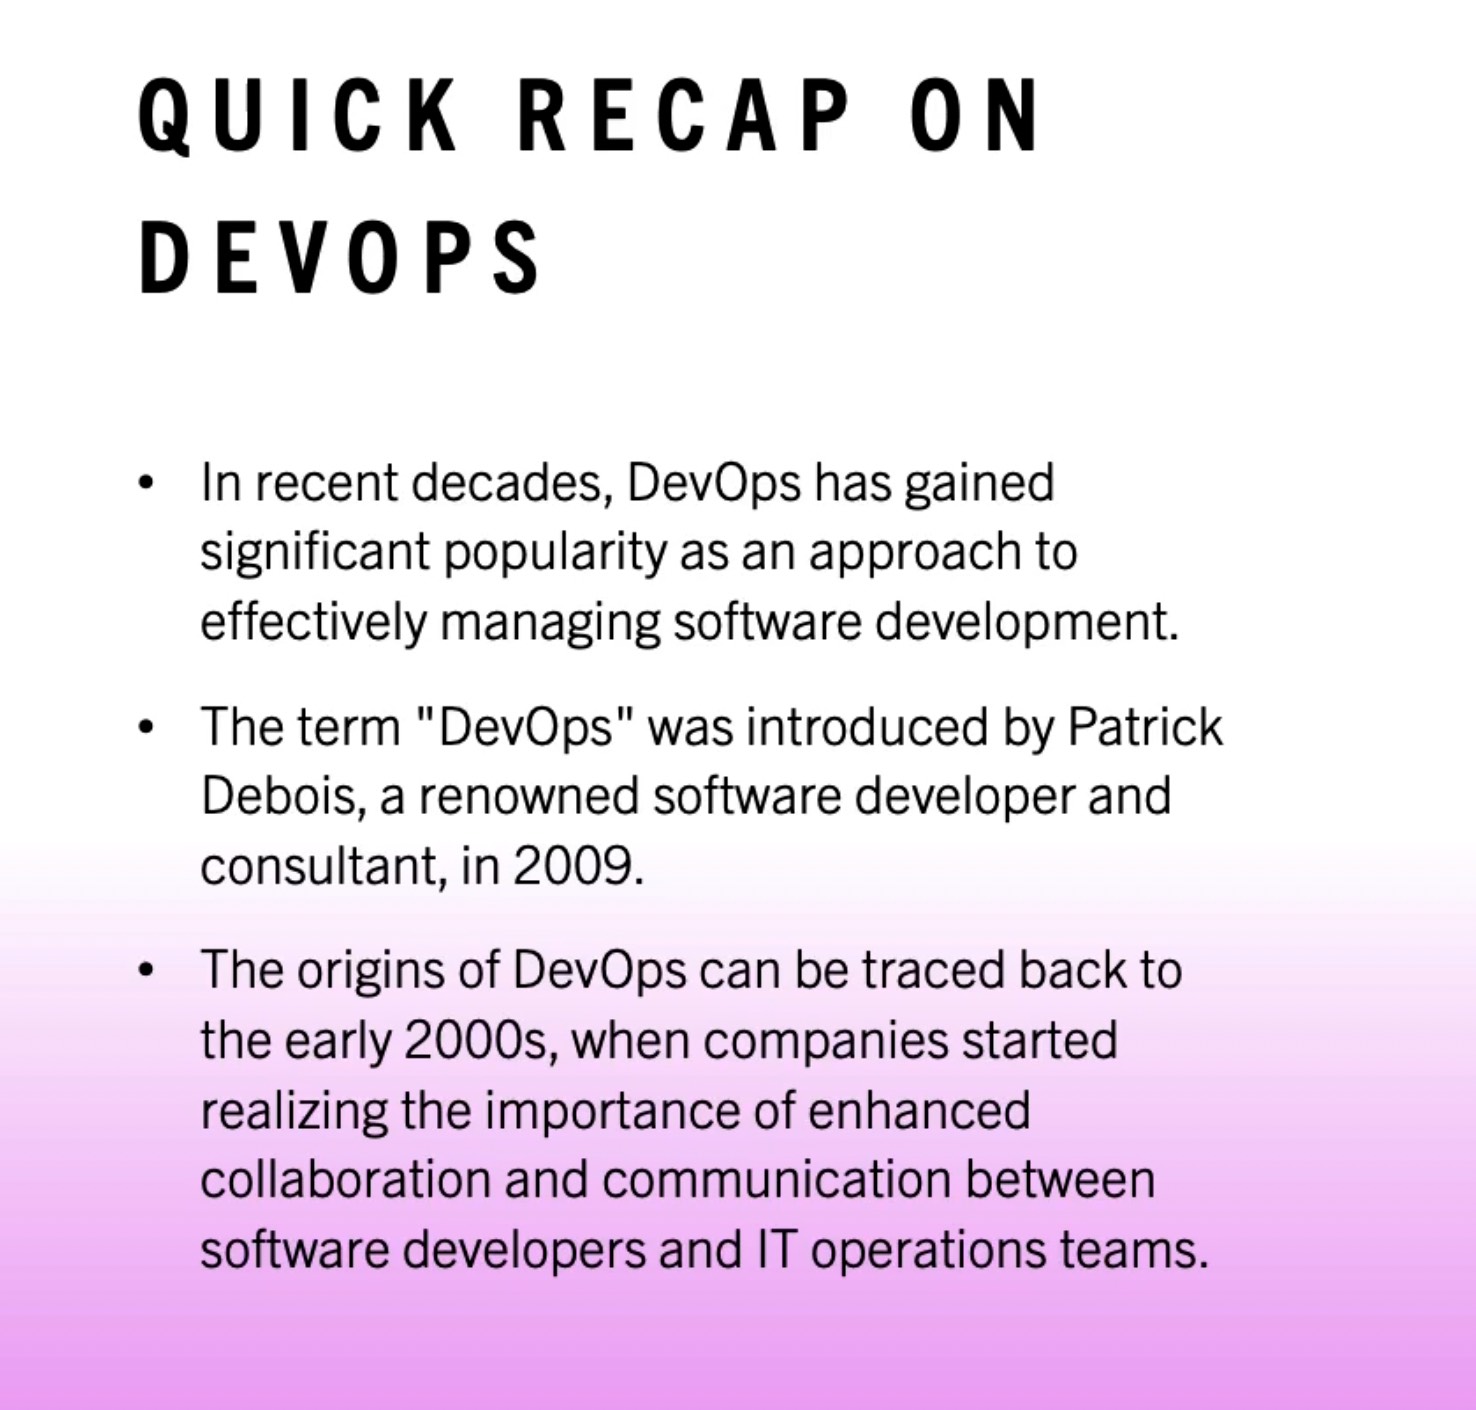 QUICK RECAP ON
DEVOPS
• In recent decades, DevOps has gained
significant popularity as an approach to
effectively managing software development.
• The term "DevOps" was introduced by Patrick
Debois, a renowned software developer and
consultant, in 2009.
• The origins of DevOps can be traced back to
the early 2000s, when companies started
realizing the importance of enhanced
collaboration and communication between
software developers and IT operations teams.